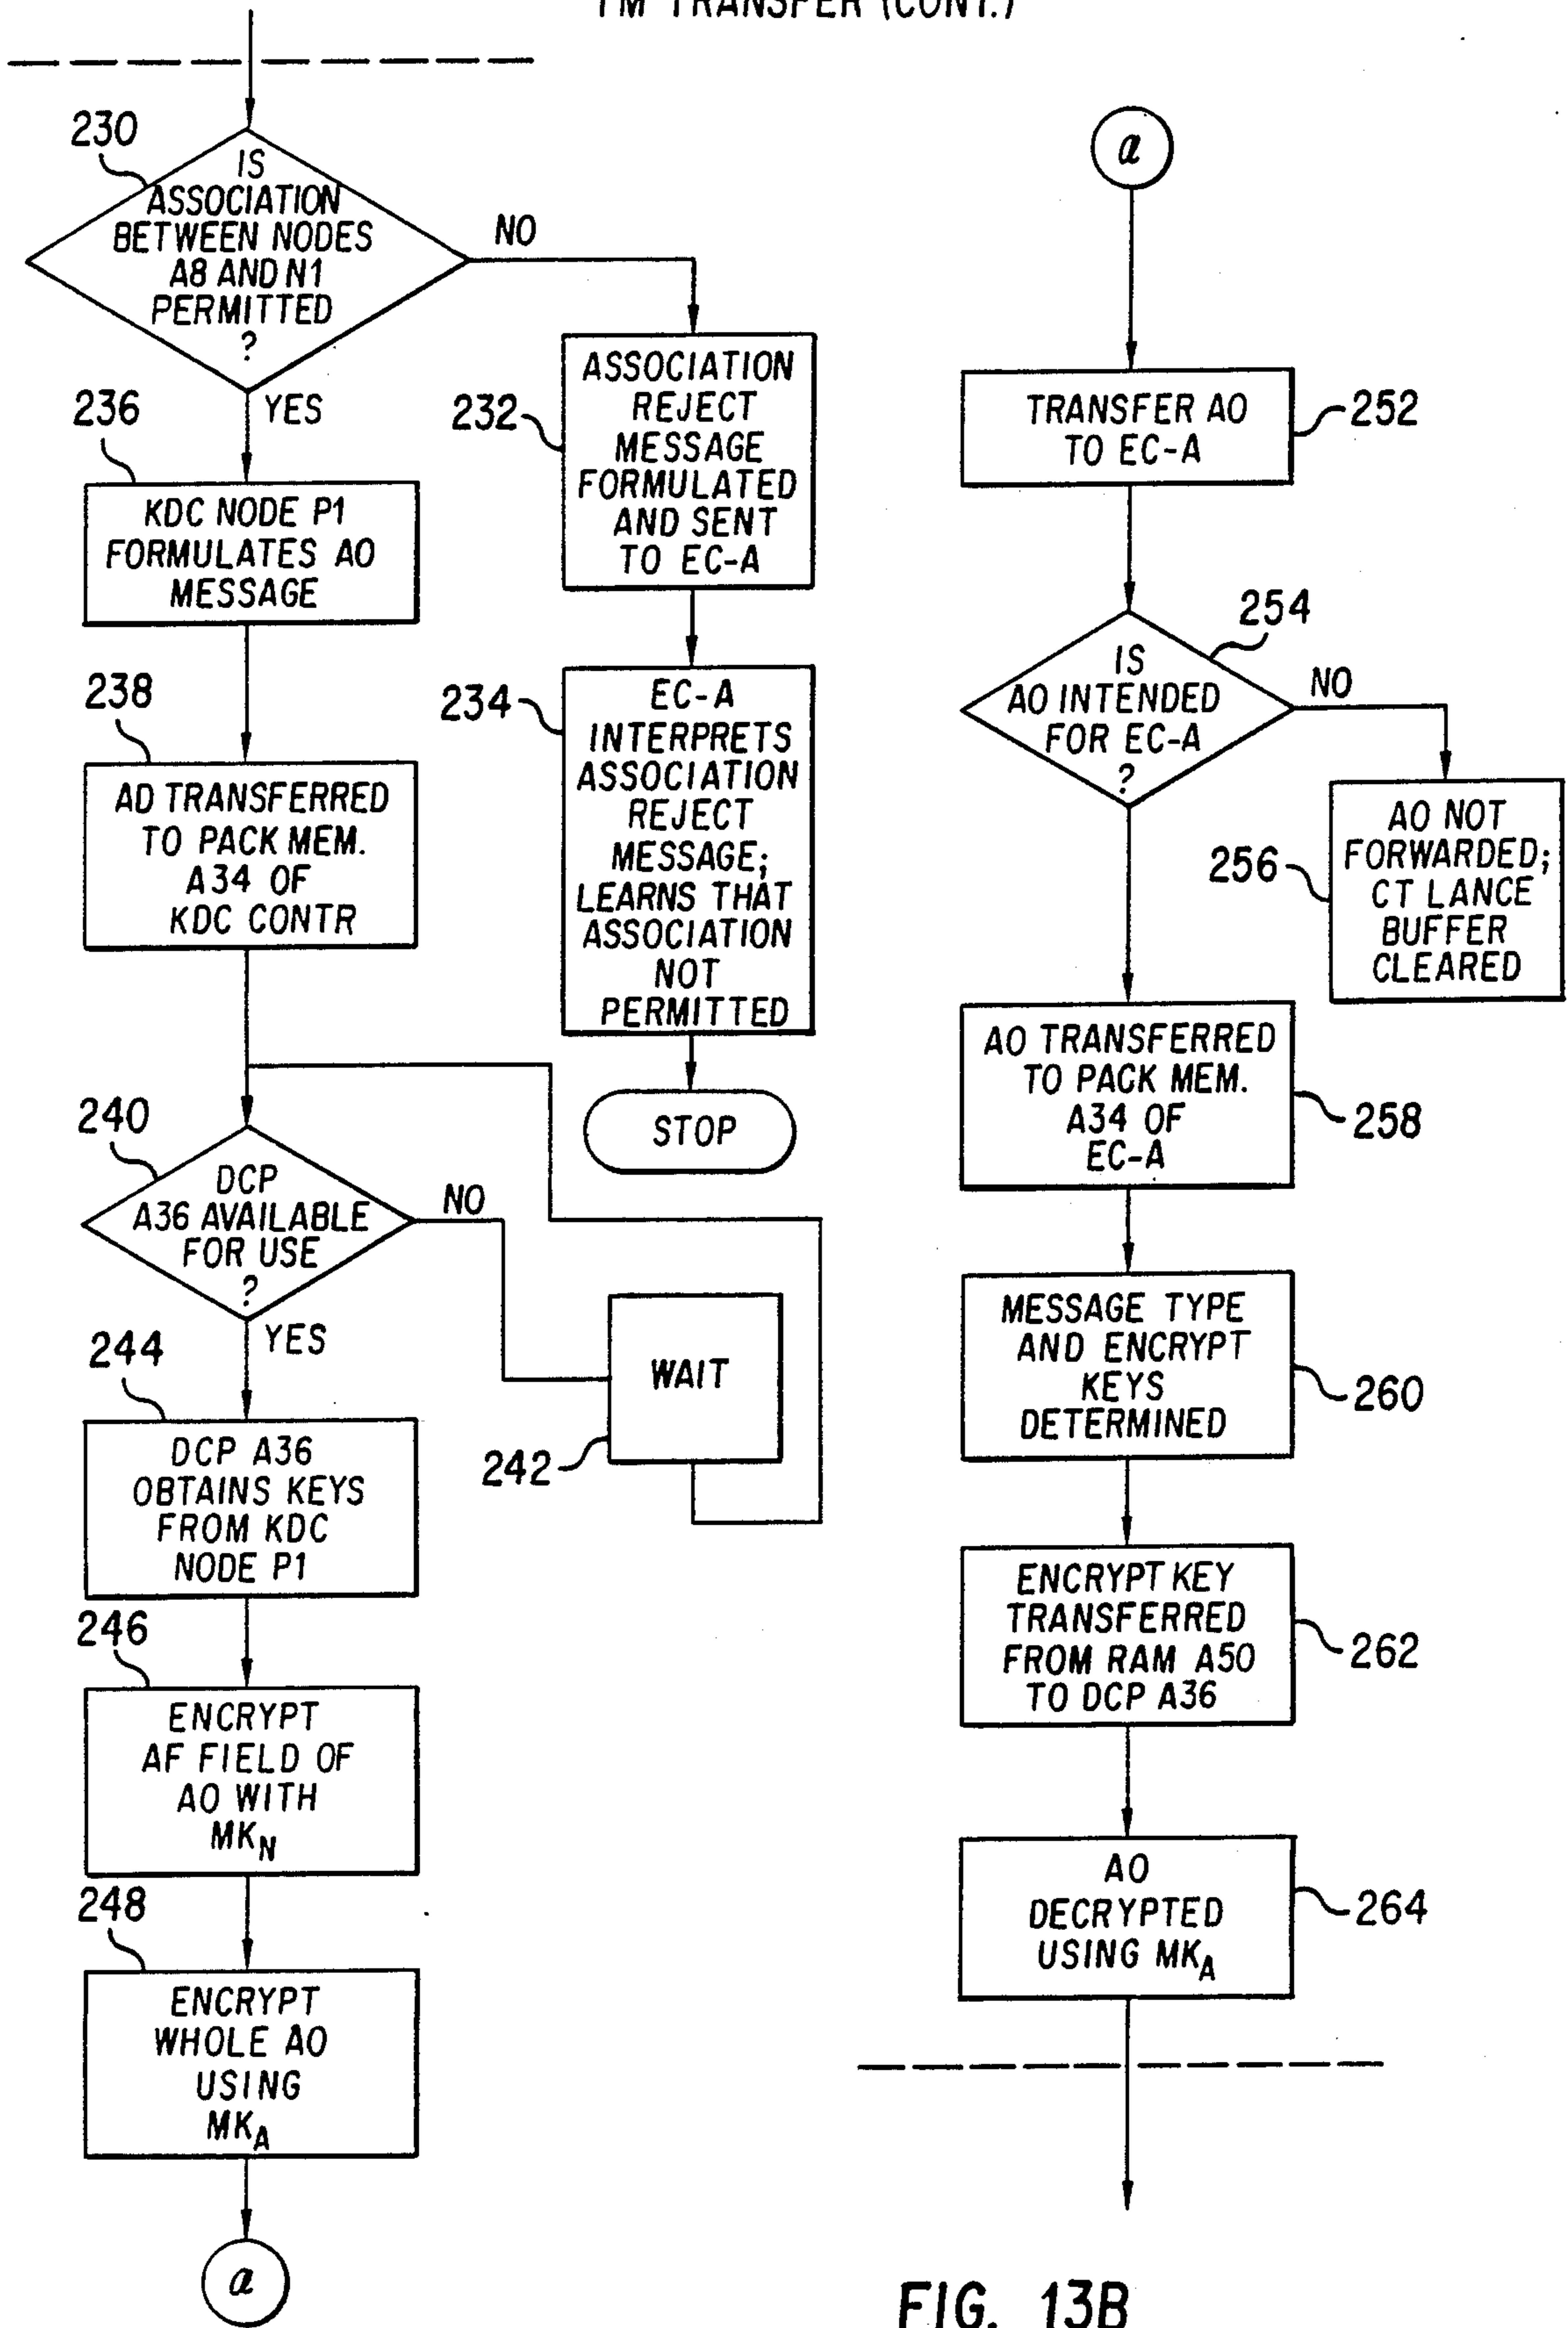 TM TRANSFER (CONT.)
230
IS
ASSOCIATION
BETWEEN NODES
A8 AND N1
PERMITTED
?
NO
YES
232
ASSOCIATION
REJECT
MESSAGE
FORMULATED
AND SENT
TO EC-A
236
KDC NODE P1
FORMULATES AO
MESSAGE
234
EC-A
INTERPRETS
ASSOCIATION
REJECT
MESSAGE;
LEARNS THAT
ASSOCIATION
NOT
PERMITTED
STOP
238
AD TRANSFERRED
TO PACK MEM.
A34 OF
KDC CONTR
240
DCP
A36 AVAILABLE
FOR USE
?
NO
YES
WAIT
242
244
DCP A36
OBTAINS KEYS
FROM KDC
NODE P1
246
ENCRYPT
AF FIELD OF
AO WITH
MKN
248
ENCRYPT
WHOLE AO
USING
MKA
a
a
TRANSFER AO
TO EC-A
252
254
IS
AO INTENDED
FOR EC-A
?
NO
256
AO NOT
FORWARDED;
CT LANCE
BUFFER
CLEARED
AO TRANSFERRED
TO PACK MEM.
A34 OF
EC-A
258
MESSAGE TYPE
AND ENCRYPT
KEYS
DETERMINED
260
ENCRYPT KEY
TRANSFERRED
FROM RAM A50
TO DCP A36
262
AO
DECRYPTED
USING MKA
264
FIG. 13B